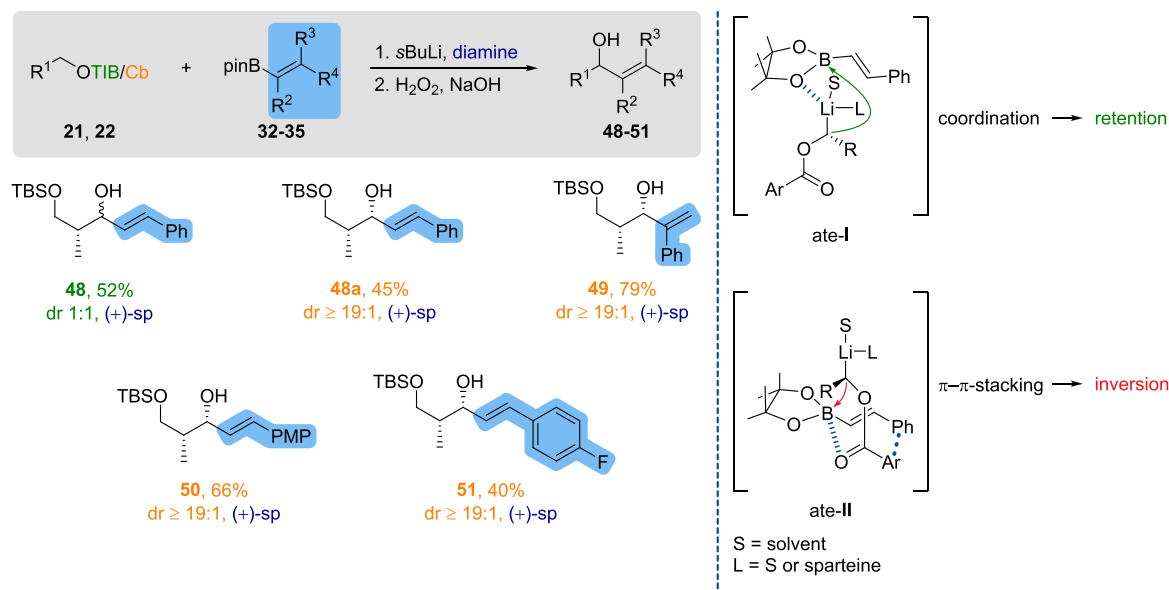 R¹ OTIB/Cb
21, 22
+
pinB R² R³ R⁴
32-35
1. sBuLi, diamine
2. H₂O₂, NaOH
OH R¹ R² R³ R⁴
48-51
TBSO OH Ph
48, 52%
dr 1:1, (+)-sp
TBSO OH Ph
48a, 45%
dr ≥ 19:1, (+)-sp
TBSO OH Ph
49, 79%
dr ≥ 19:1, (+)-sp
TBSO OH PMP
50, 66%
dr ≥ 19:1, (+)-sp
TBSO OH F
51, 40%
dr ≥ 19:1, (+)-sp
O B Ph
O S
Li L
O R
Ar O
ate-I
coordination
retention
S
Li L
R O
O B Ph
O O Ar
ate-II
π–π-stacking
inversion
S = solvent
L = S or sparteine